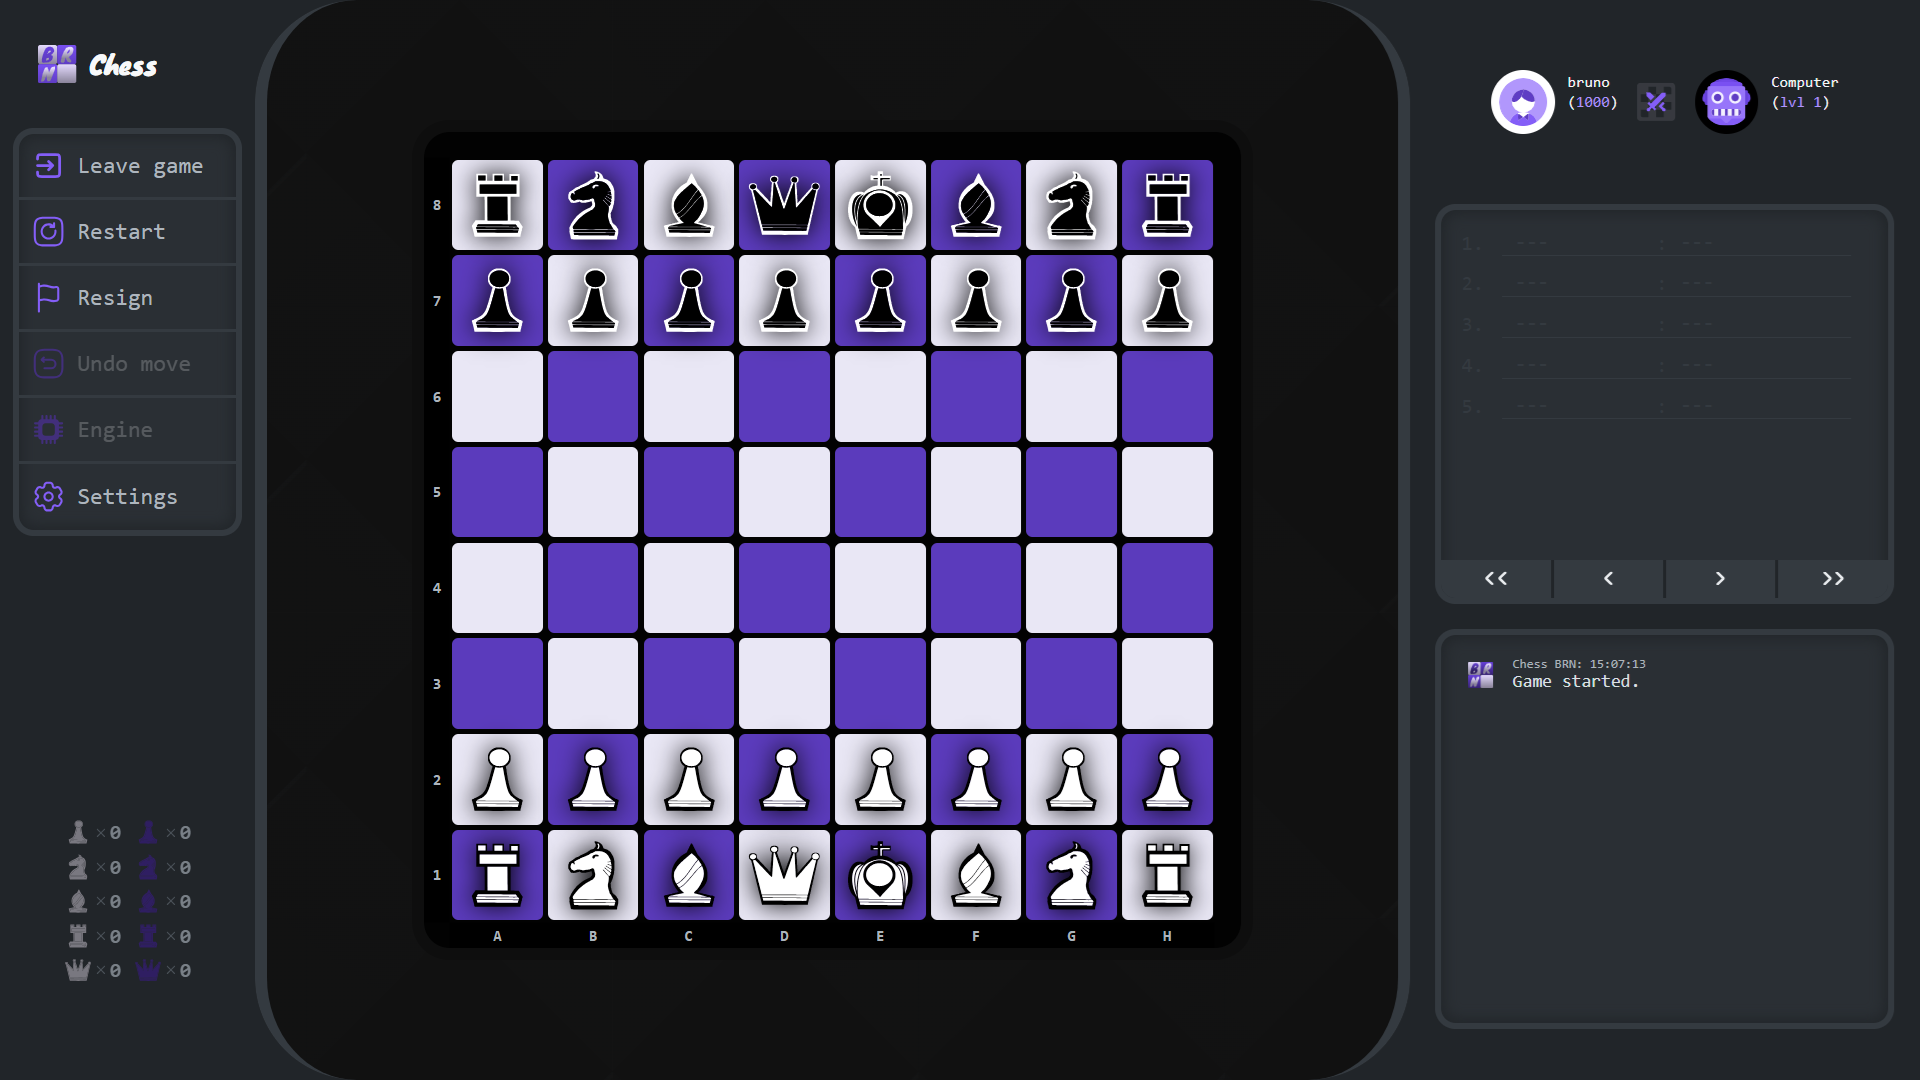 B R
N
Chess
Leave game
Restart
Resign
Undo move
Engine
Settings
×0 ×0
×0 ×0
×0 ×0
×0 ×0
×0 ×0
8
7
6
5
4
3
2
1
A B C D E F G H
bruno
(1000)
Computer
(lvl 1)
1. --- : ---
2. --- : ---
3. --- : ---
4. --- : ---
5. --- : ---
<< < > >>
B R
N
Chess BRN: 15:07:13
Game started.